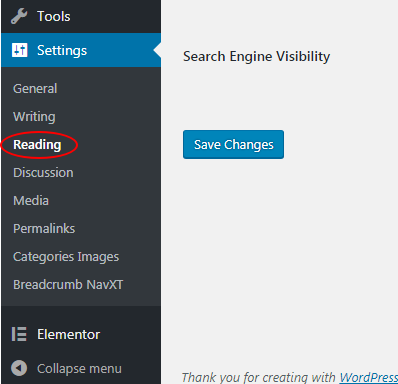 Tools
Settings
General
Writing
Reading
Discussion
Media
Permalinks
Categories Images
Breadcrumb NavXT
Elementor
Collapse menu
Search Engine Visibility
Save Changes
Thank you for creating with WordPress